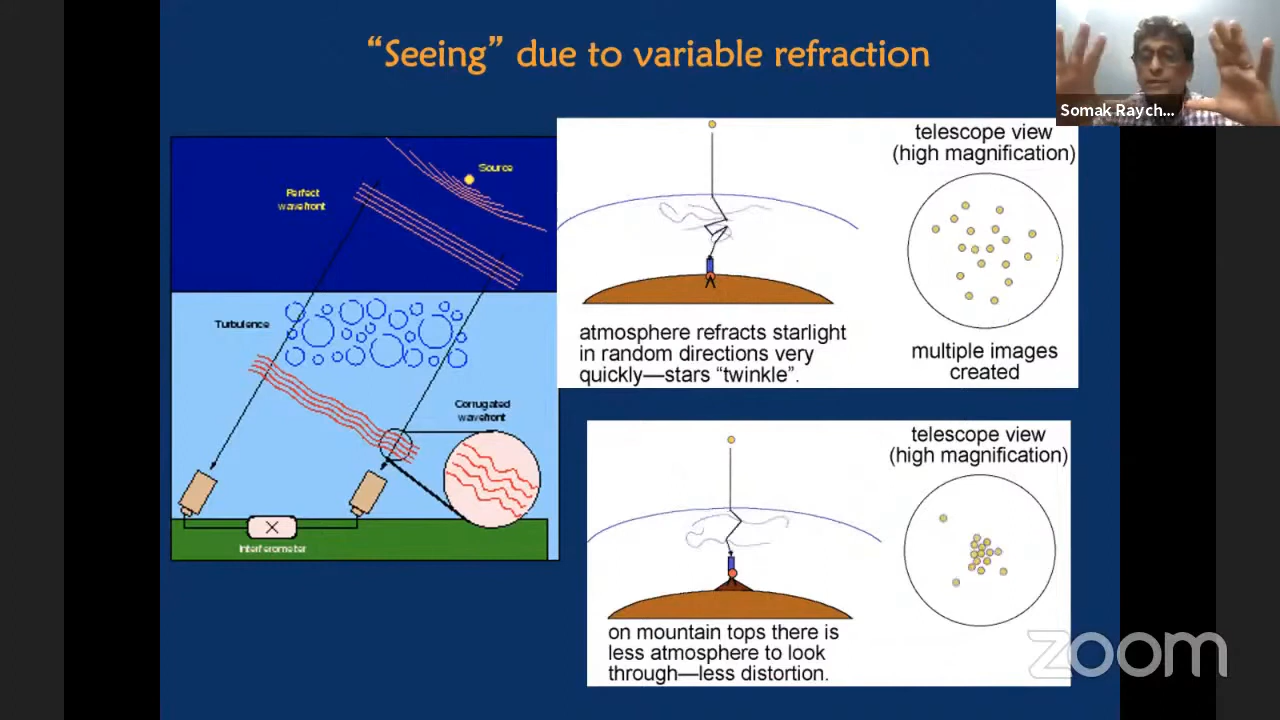 “Seeing” due to variable refraction
Somak Raych...
Source
Perfect
wavefront
Turbulence
Corrugated
wavefront
Interferometer
telescope view
(high magnification)
atmosphere refracts starlight
in random directions very
quickly—stars “twinkle”.
multiple images
created
telescope view
(high magnification)
on mountain tops there is
less atmosphere to look
through—less distortion.
zoom